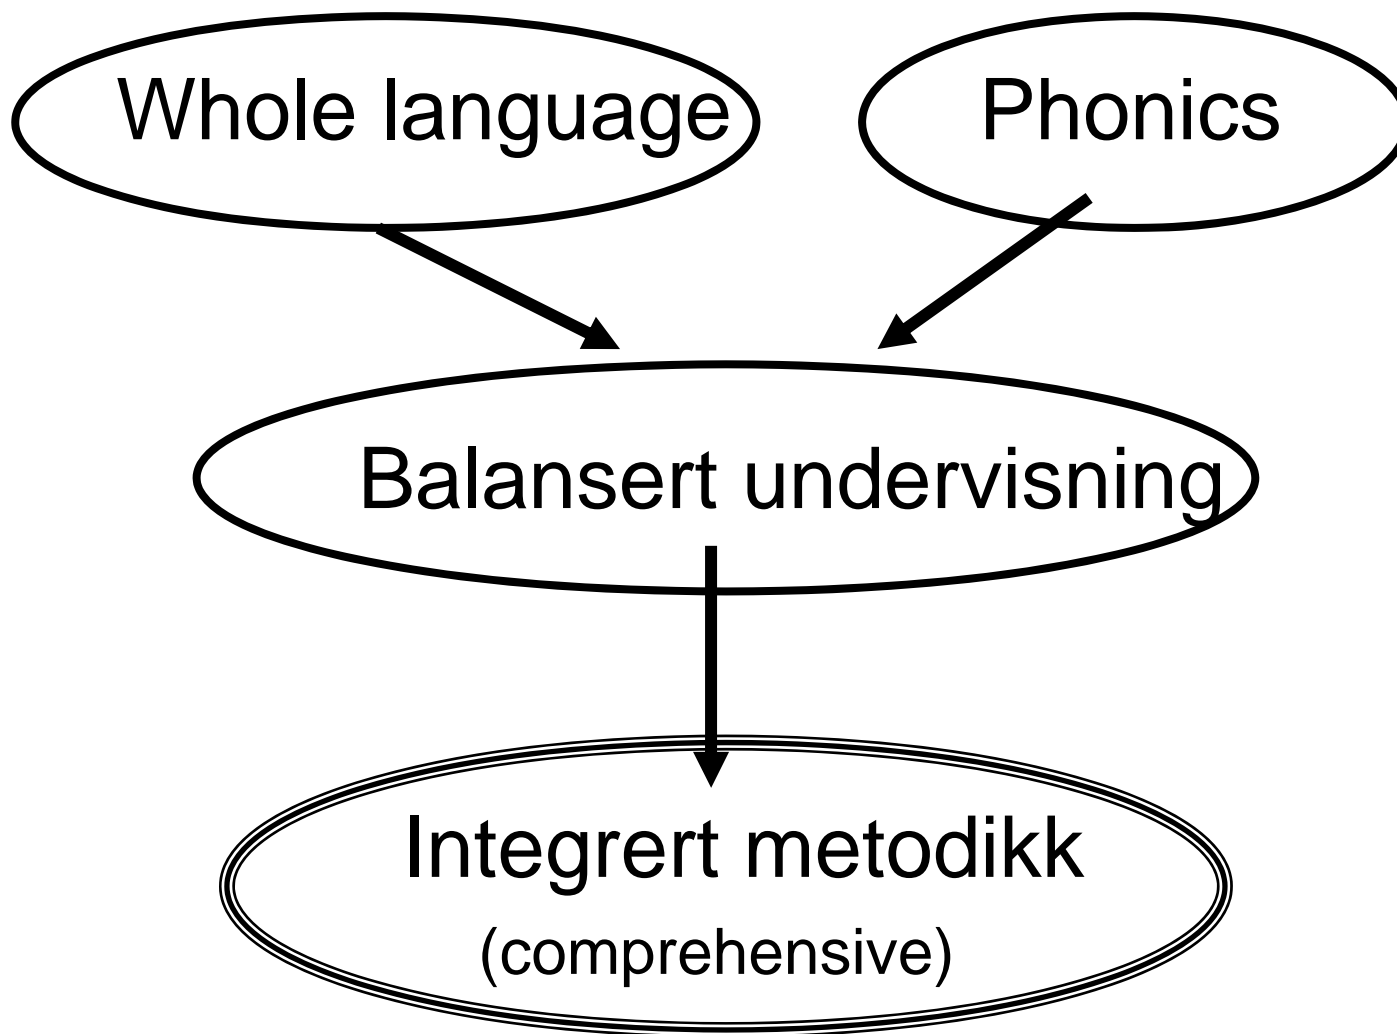 Whole language
Phonics
Balansert undervisning
Integrert metodikk
(comprehensive)